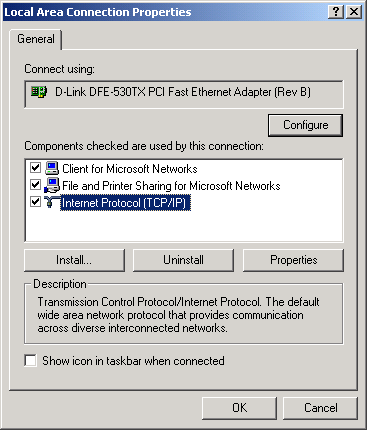 Local Area Connection Properties
General
Connect using:
D-Link DFE-530TX PCI Fast Ethernet Adapter (Rev B)
Configure
Components checked are used by this connection:
Client for Microsoft Networks
File and Printer Sharing for Microsoft Networks
Internet Protocol (TCP/IP)
Install...
Uninstall
Properties
Description
Transmission Control Protocol/Internet Protocol. The default
wide area network protocol that provides communication
across diverse interconnected networks.
Show icon in taskbar when connected
OK
Cancel